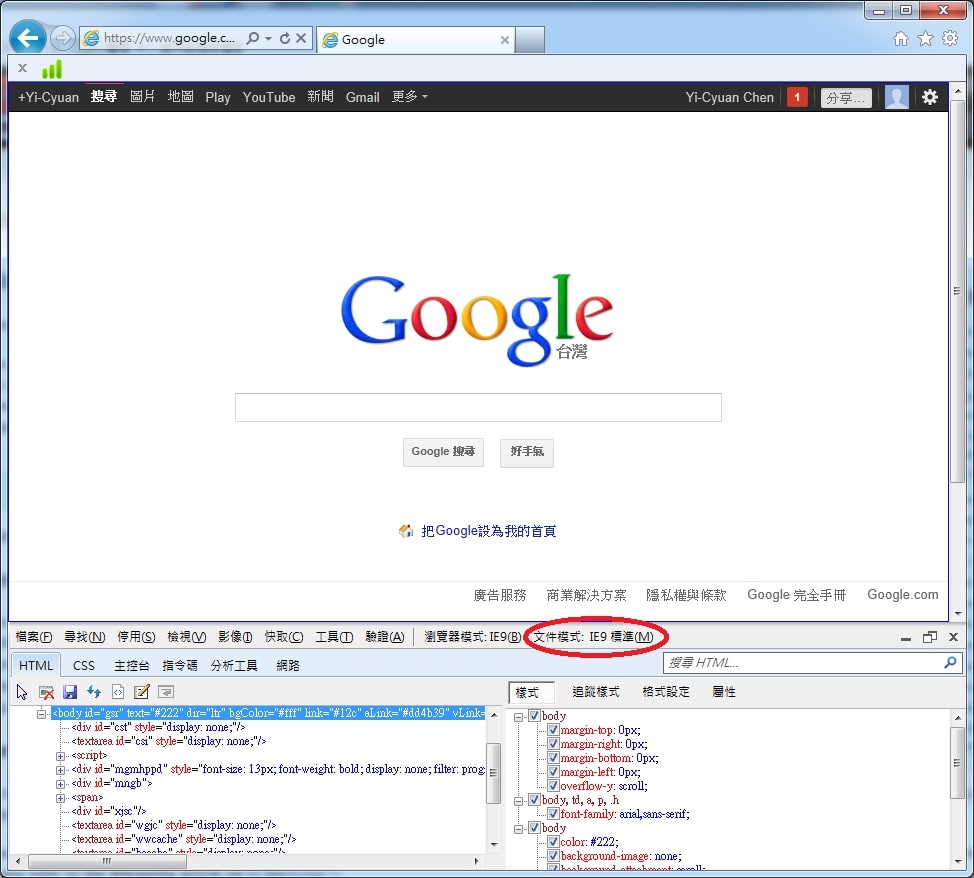 https://www.google.c...
Google
+Yi-Cyuan 搜尋 圖片 地圖 Play YouTube 新聞 Gmail 更多 Yi-Cyuan Chen 1 分享...
Google
台灣
Google 搜尋 好手氣
把Google設為我的首頁
廣告服務 商業解決方案 隱私權與條款 Google 完全手冊 Google.com
檔案(F) 尋找(N) 停用(S) 檢視(V) 影像(I) 快取(C) 工具(T) 驗證(A) 瀏覽器模式: IE9(B) 文件模式: IE9 標準(M)
HTML CSS 主控台 指令碼 分析工具 網路 搜尋 HTML...
樣式 追蹤樣式 格式設定 屬性
<body id="gsr" text="#222" dir="ltr" bgColor="#fff" link="#12c" aLink="#dd4b39" vLink=
<div id="cst" style="display: none;"/>
<textarea id="csi" style="display: none;"/>
<script>
<div id="mgmhppd" style="font-size: 13px; font-weight: bold; display: none; filter: prog:
<div id="mngb">
<span>
<div id="xjsc"/>
<textarea id="wgjc" style="display: none;"/>
<textarea id="wwcache" style="display: none;"/>
body
margin-top: 0px;
margin-right: 0px;
margin-bottom: 0px;
margin-left: 0px;
overflow-y: scroll;
body, td, a, p, .h
font-family: arial,sans-serif;
body
color: #222;
background-image: none;
background-attachment: scroll;